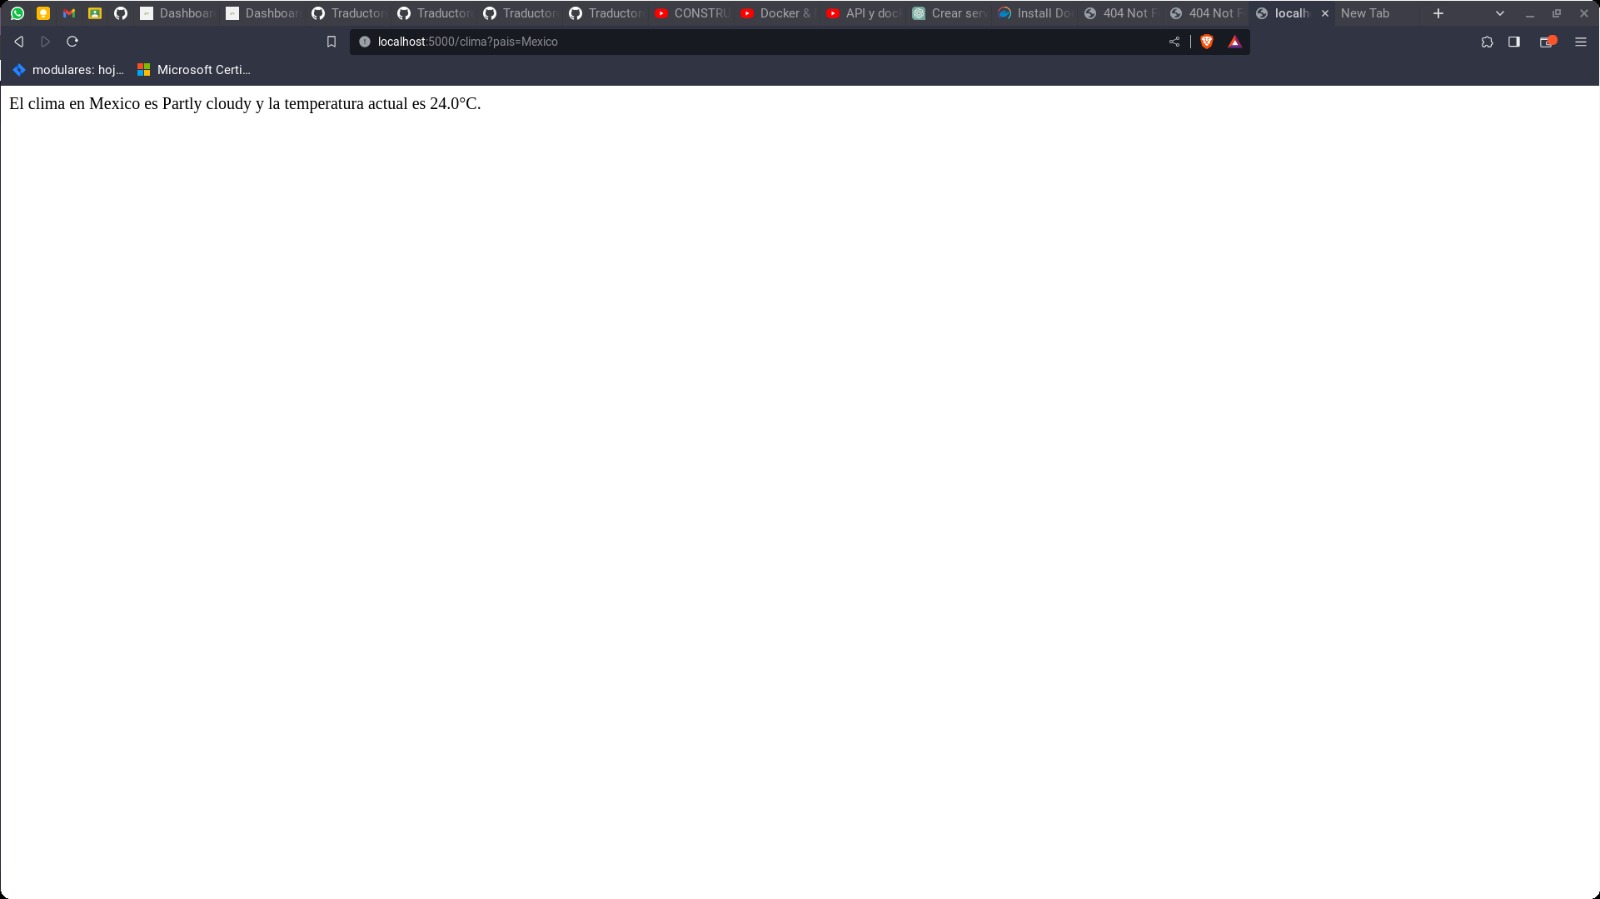 Dashboar Dashboar Traductor Traductor Traductor Traductor CONSTRU Docker & API y doc Crear serv Install Do 404 Not F 404 Not F localh New Tab
localhost:5000/clima?pais=Mexico
modulares: hoj... Microsoft Certi...
El clima en Mexico es Partly cloudy y la temperatura actual es 24.0°C.